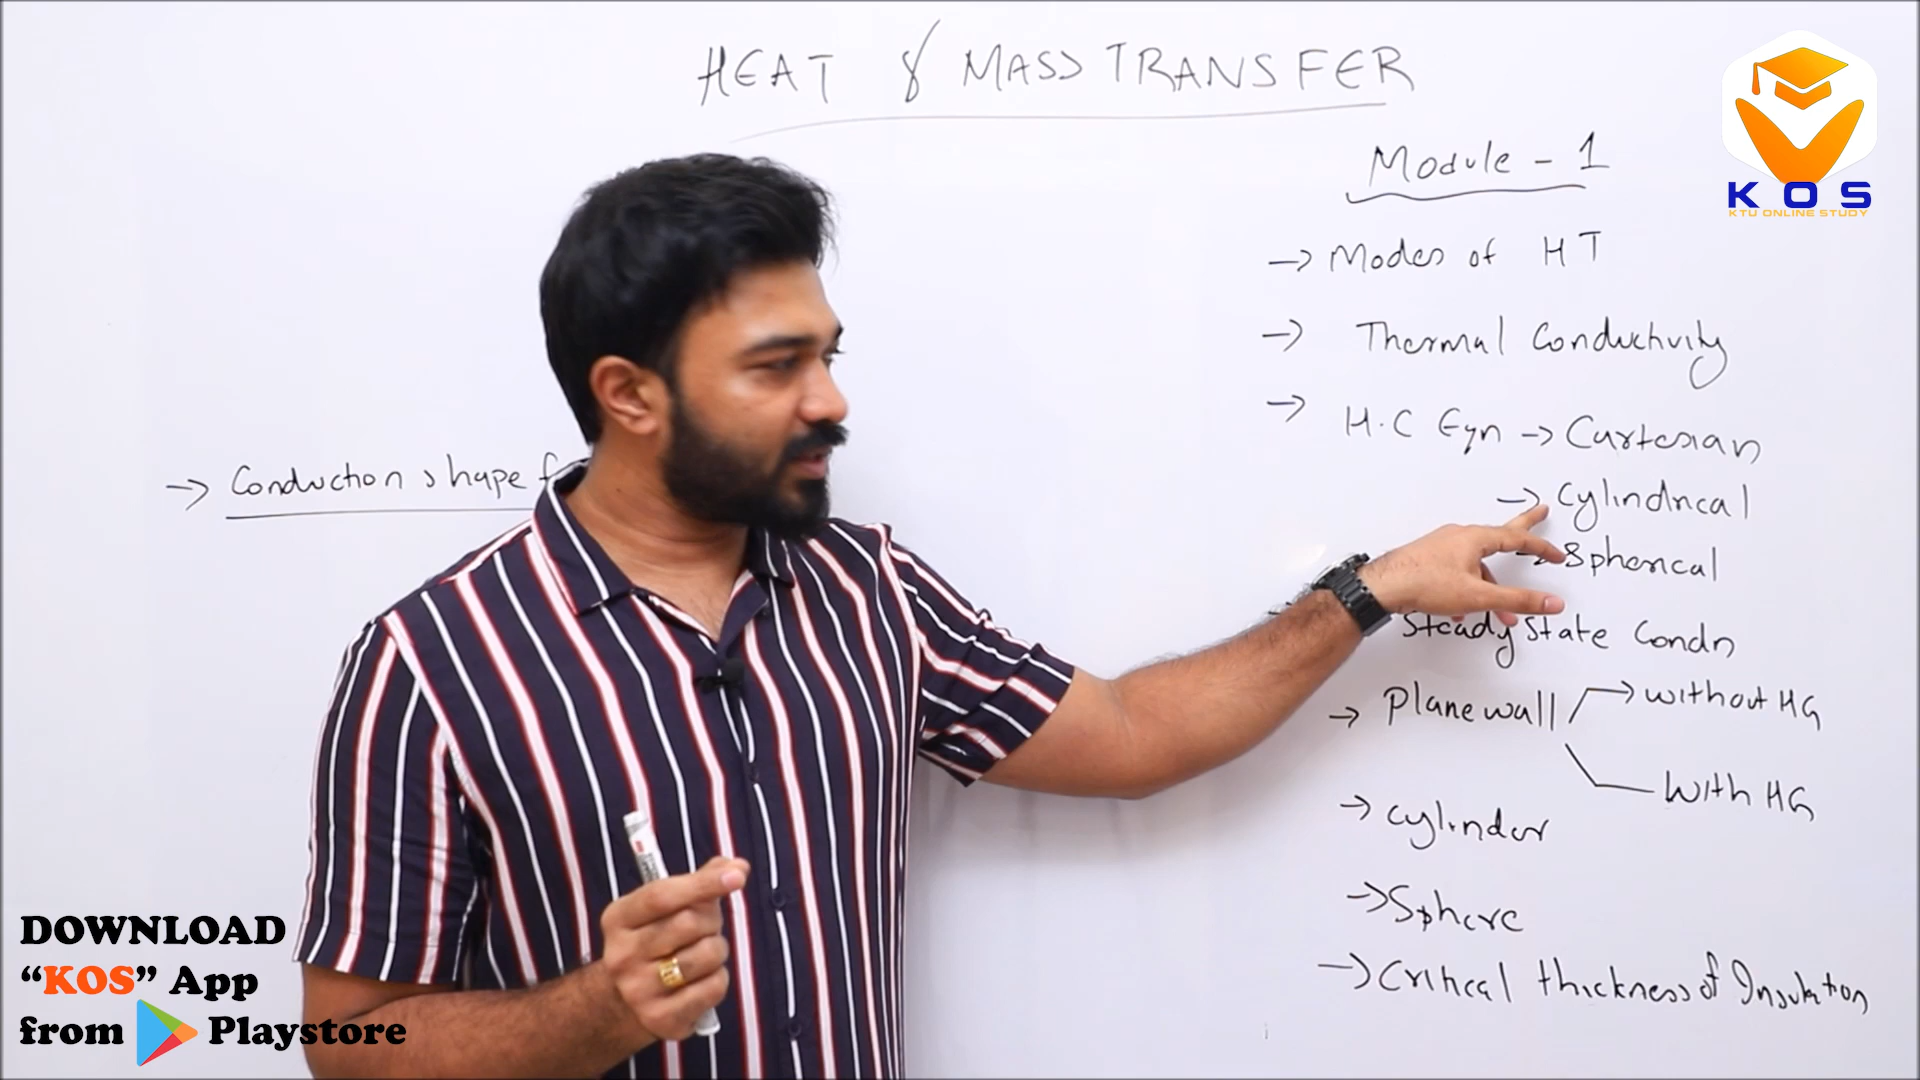 HEAT & MASS TRANSFER
KOS
KTU ONLINE STUDY
Module - 1
→ Modes of HT
→ Thermal Conductivity
→ H.C Eqn → Cartesian
→ Cylindrical
→ Spherical
Steady state Condn
→ Plane wall → without HG
with HG
→ cylinder
→ Sphere
→ Critical thickness of Insulation
→ Conduction shape
DOWNLOAD
“KOS” App
from Playstore